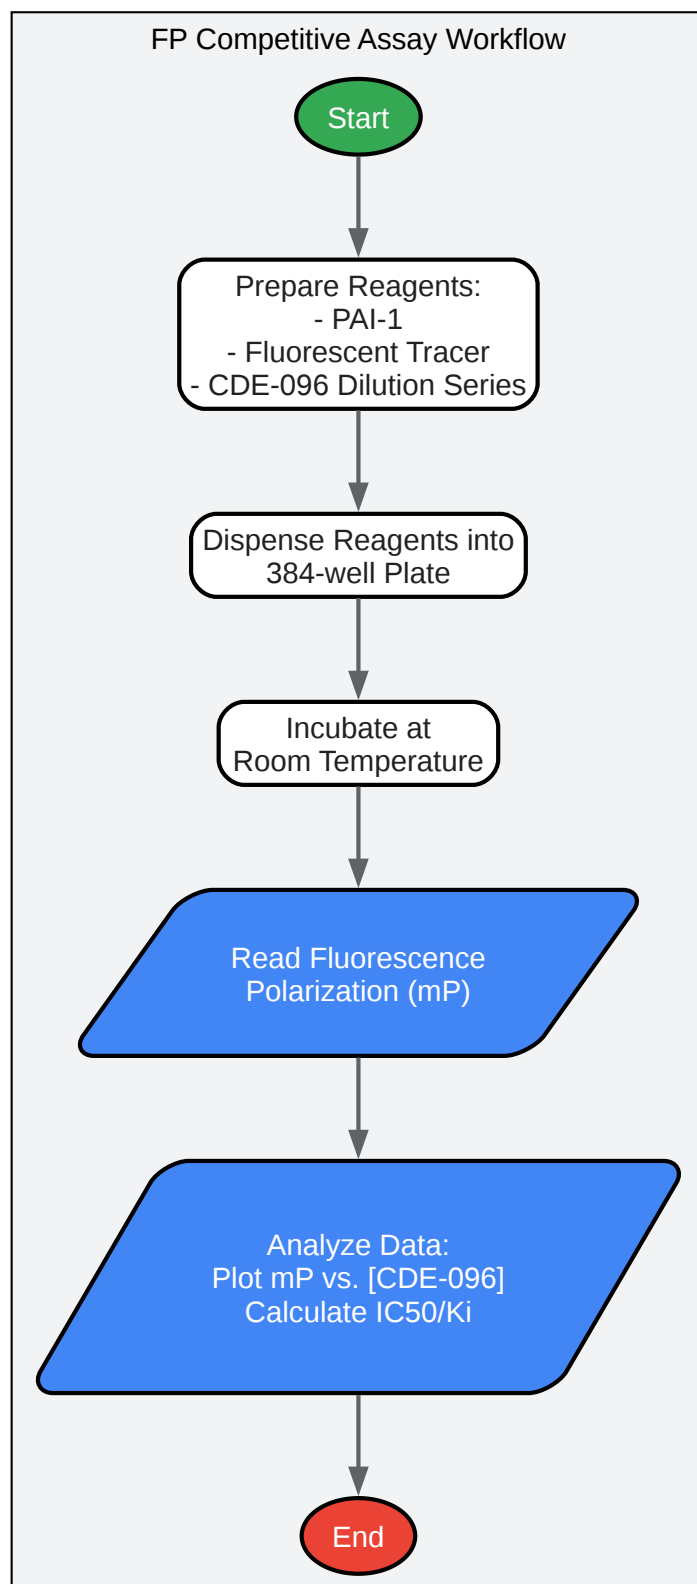 FP Competitive Assay Workflow
Start
Prepare Reagents:
- PAI-1
- Fluorescent Tracer
- CDE-096 Dilution Series
Dispense Reagents into
384-well Plate
Incubate at
Room Temperature
Read Fluorescence
Polarization (mP)
Analyze Data:
Plot mP vs. [CDE-096]
Calculate IC50/Ki
End